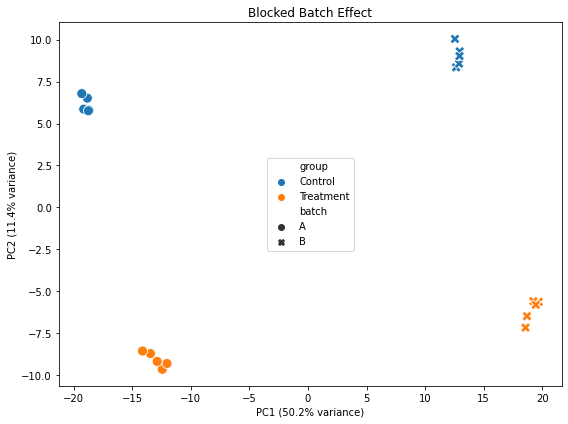 Blocked Batch Effect
PC2 (11.4% variance)
10.0
7.5
5.0
2.5
0.0
−2.5
−5.0
−7.5
−10.0
group
Control
Treatment
batch
A
B
−20
−15
−10
−5
0
5
10
15
20
PC1 (50.2% variance)